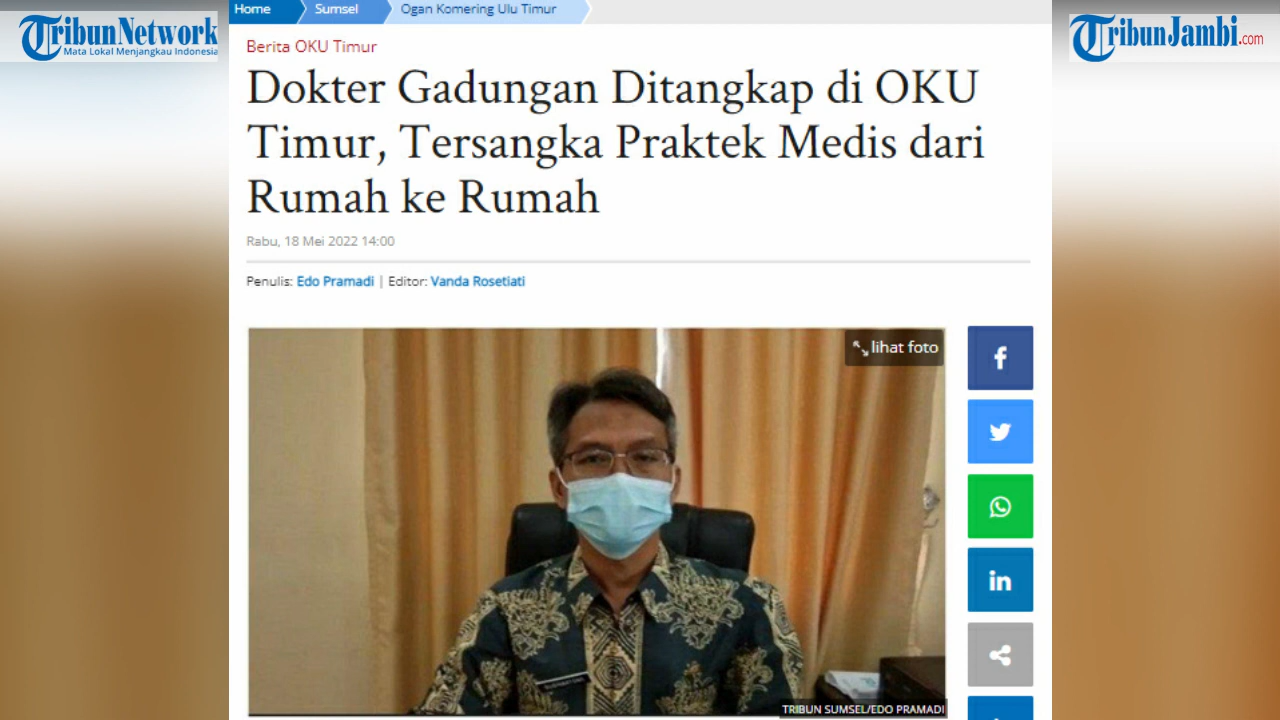 TribunNetwork
Mata Lokal Menjangkau Indonesia
TribunJambi.com
Home
Sumsel
Ogan Komering Ulu Timur
Berita OKU Timur
Dokter Gadungan Ditangkap di OKU
Timur, Tersangka Praktek Medis dari
Rumah ke Rumah
Rabu, 18 Mei 2022 14:00
Penulis: Edo Pramadi | Editor: Vanda Rosetiati
lihat foto
f
in
TRIBUN SUMSEL/EDO PRAMADI